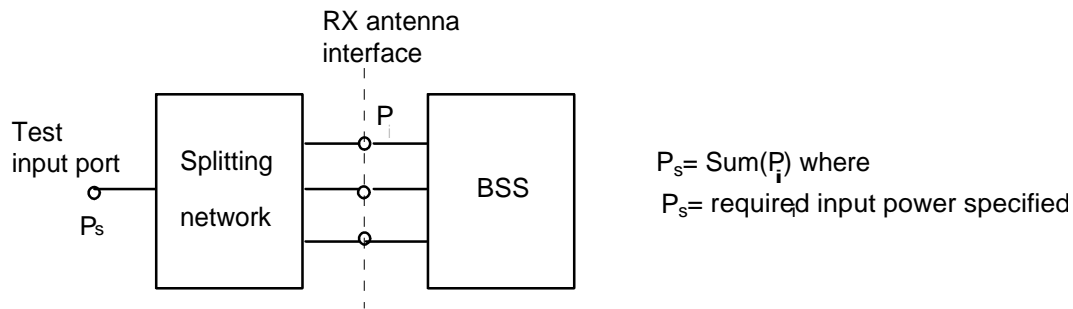 RX antenna
interface
P
i
Test
input port
Ps
Splitting
network
BSS
Ps= Sum(Pi) where
Ps= required input power specified